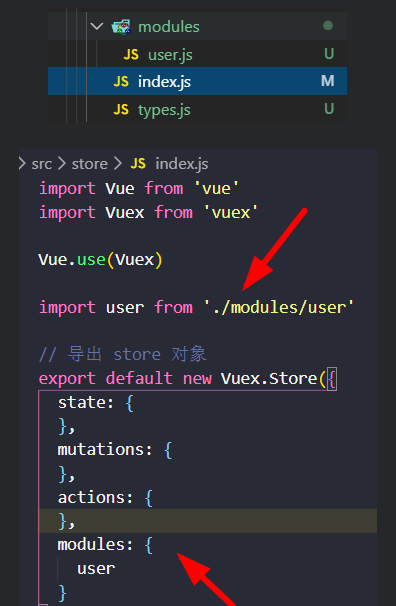 modules
JS user.js U
JS index.js M
JS types.js U
> src > store > JS index.js
import Vue from 'vue'
import Vuex from 'vuex'
Vue.use(Vuex)
import user from './modules/user'
// 导出 store 对象
export default new Vuex.Store({
state: {
},
mutations: {
},
actions: {
},
modules: {
user
}